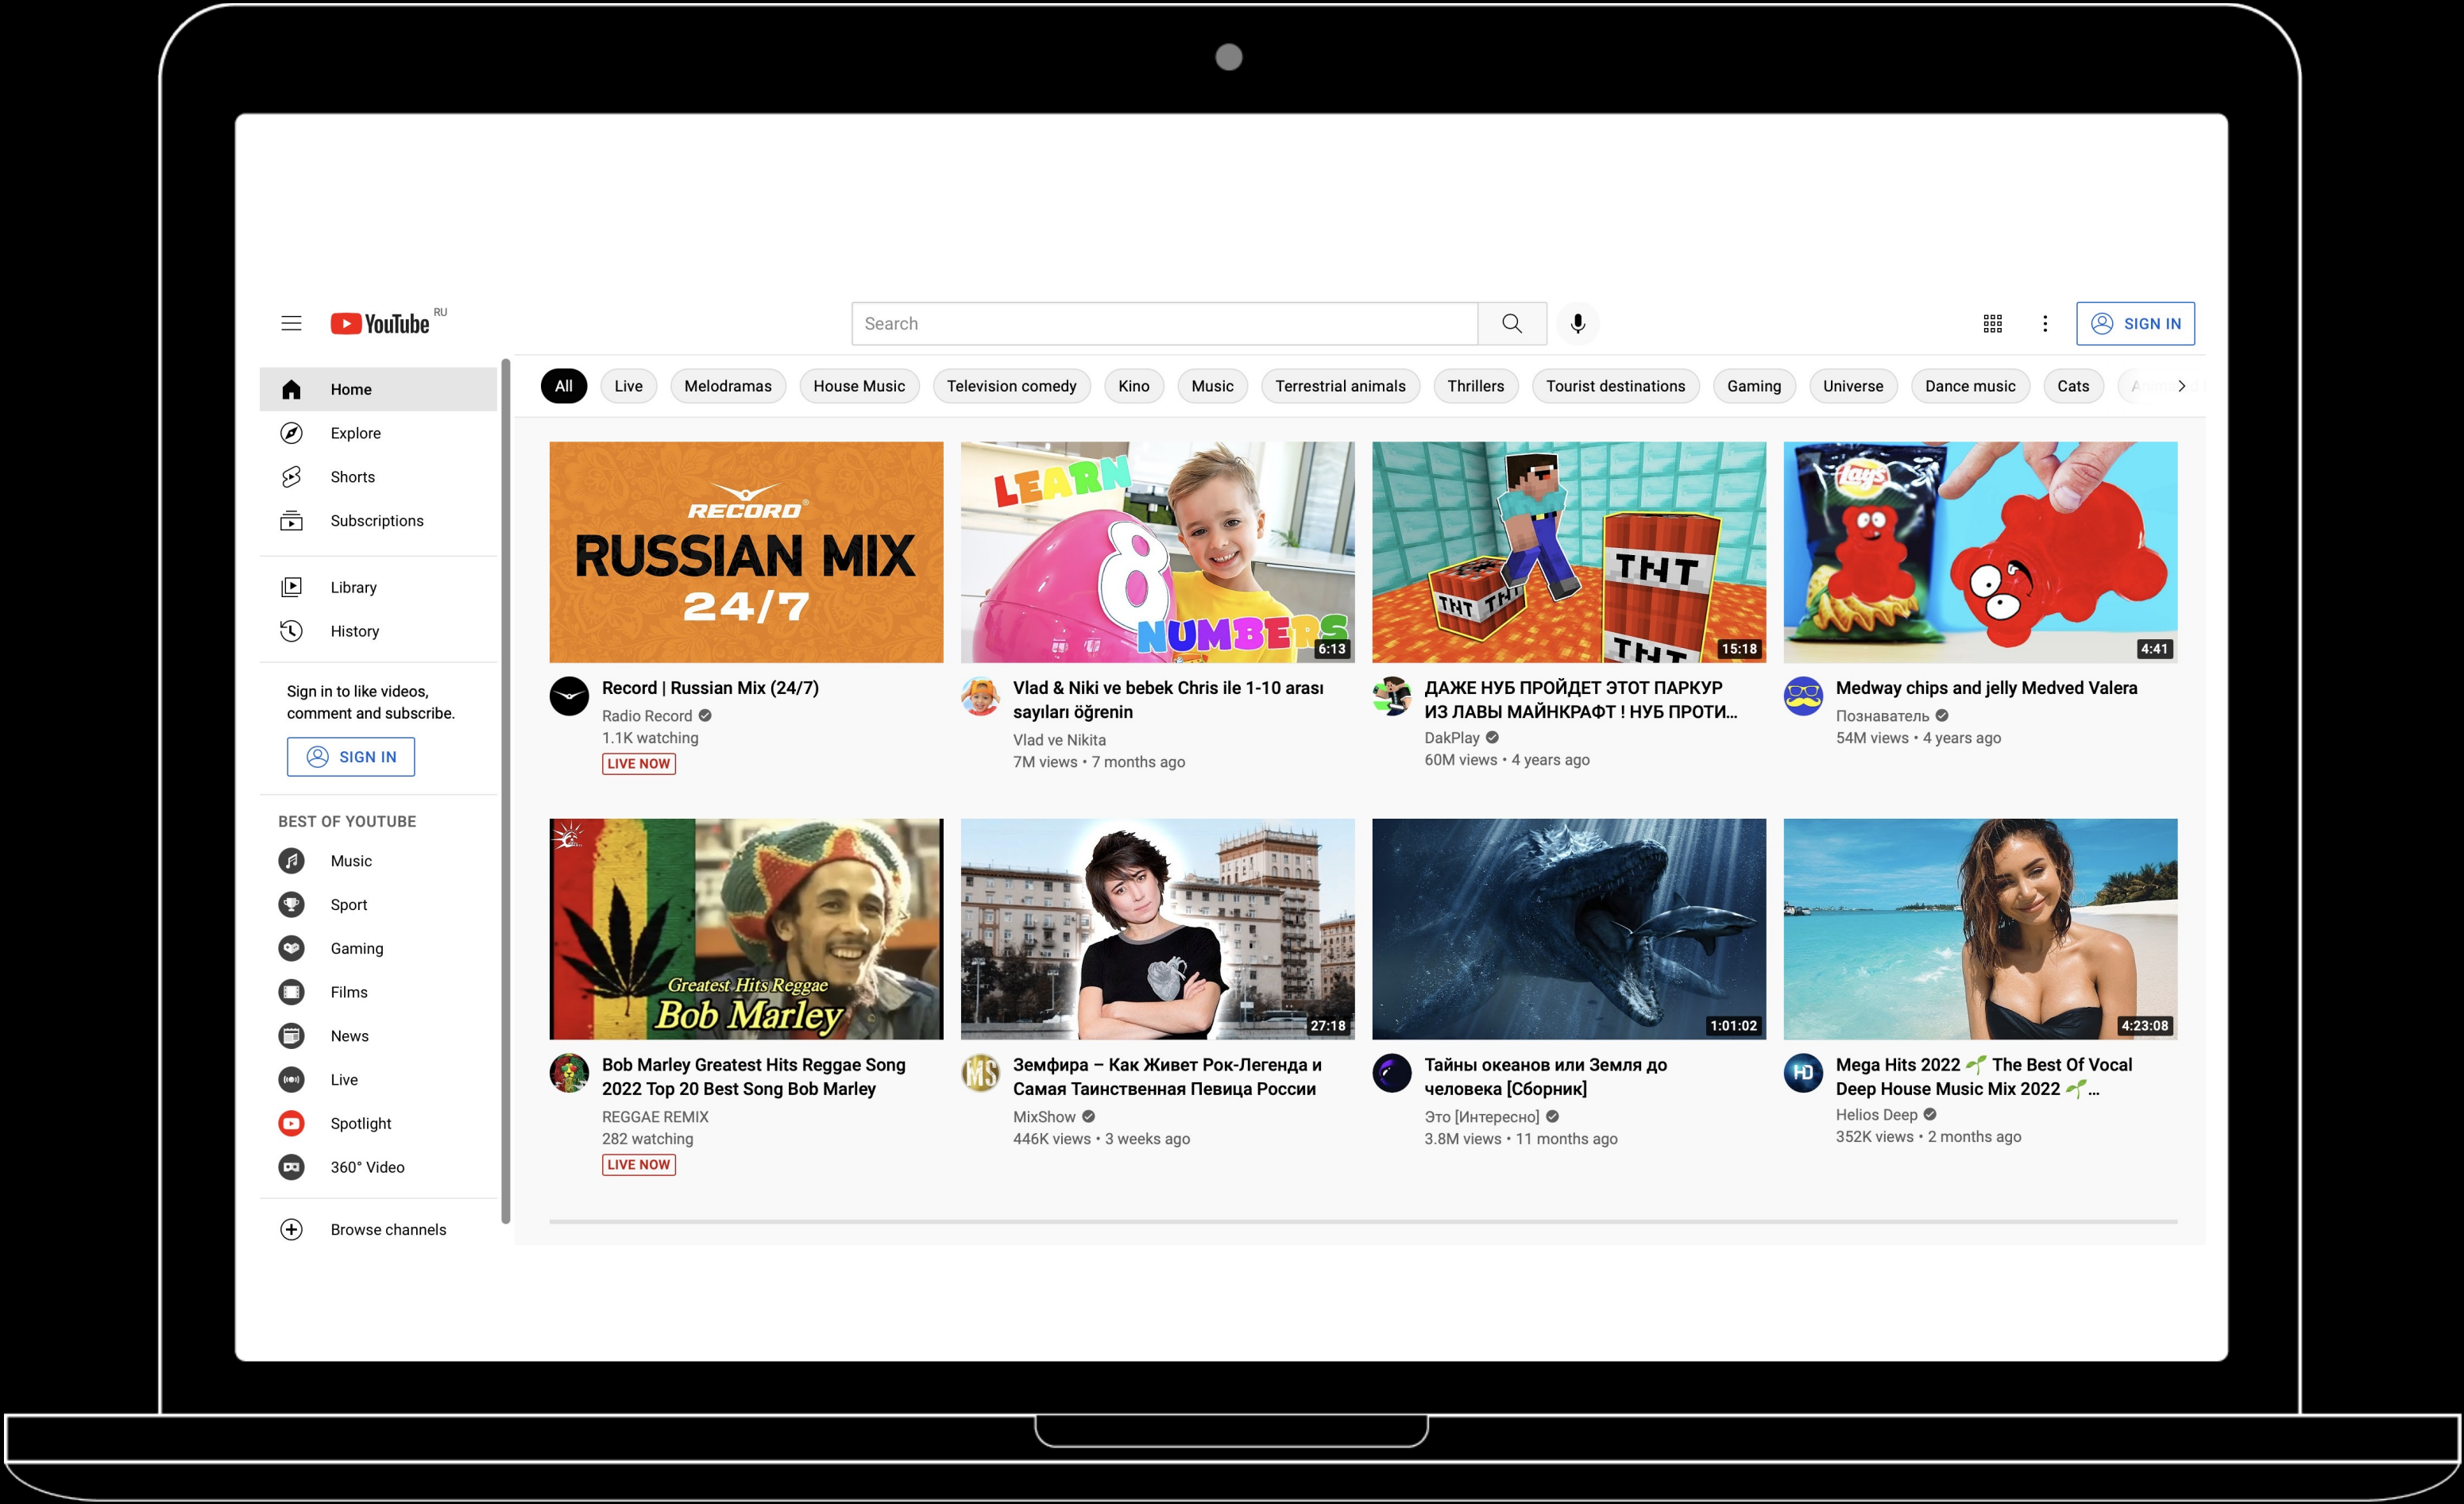 YouTube RU
Search
SIGN IN
Home
Explore
Shorts
Subscriptions
Library
History
Sign in to like videos,
comment and subscribe.
SIGN IN
BEST OF YOUTUBE
Music
Sport
Gaming
Films
News
Live
Spotlight
360° Video
Browse channels
All Live Melodramas House Music Television comedy Kino Music Terrestrial animals Thrillers Tourist destinations Gaming Universe Dance music Cats
RECORD®
RUSSIAN MIX
24/7
Record | Russian Mix (24/7)
Radio Record
1.1K watching
LIVE NOW
LEARN
8
NUMBERS
6:13
Vlad & Niki ve bebek Chris ile 1-10 arası
sayıları öğrenin
Vlad ve Nikita
7M views • 7 months ago
TNT
TNT TNT
TNT
15:18
ДАЖЕ НУБ ПРОЙДЕТ ЭТОТ ПАРКУР
ИЗ ЛАВЫ МАЙНКРАФТ ! НУБ ПРОТИ...
DakPlay
60M views • 4 years ago
Lay's
4:41
Medway chips and jelly Medved Valera
Познаватель
54M views • 4 years ago
Greatest Hits Reggae
Bob Marley
Bob Marley Greatest Hits Reggae Song
2022 Top 20 Best Song Bob Marley
REGGAE REMIX
282 watching
LIVE NOW
27:18
MS
Земфира – Как Живет Рок-Легенда и
Самая Таинственная Певица России
MixShow
446K views • 3 weeks ago
1:01:02
Тайны океанов или Земля до
человека [Сборник]
Это [Интересно]
3.8M views • 11 months ago
4:23:08
HD
Mega Hits 2022 🌱 The Best Of Vocal
Deep House Music Mix 2022 🌱...
Helios Deep
352K views • 2 months ago